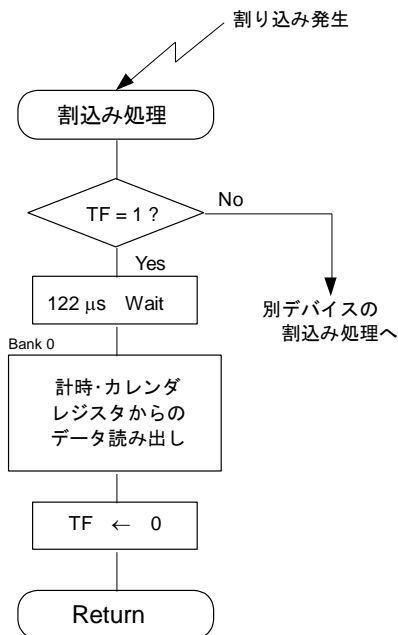 割り込み発生
割込み処理
TF = 1 ?
No
Yes
122 μs Wait
別デバイスの
割込み処理へ
Bank 0
計時・カレンダ
レジスタからの
データ読み出し
TF ← 0
Return